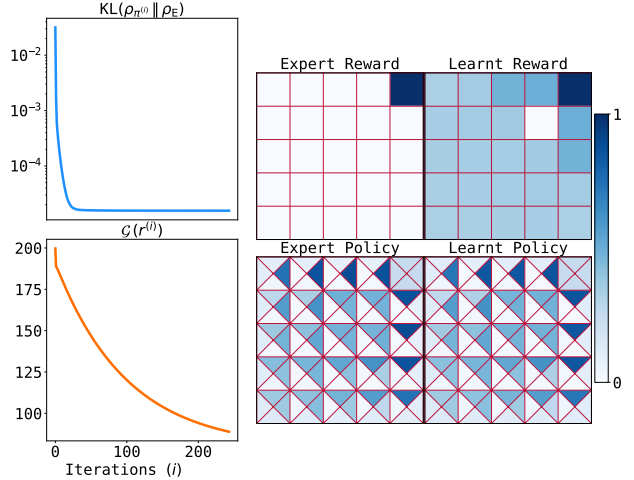 KL(ρ_π⁽ⁱ⁾ ∥ ρ_E)
10⁻²
10⁻³
10⁻⁴
𝒢(r⁽ⁱ⁾)
200
175
150
125
100
0
100
200
Iterations (i)
Expert Reward
Learnt Reward
Expert Policy
Learnt Policy
1
0